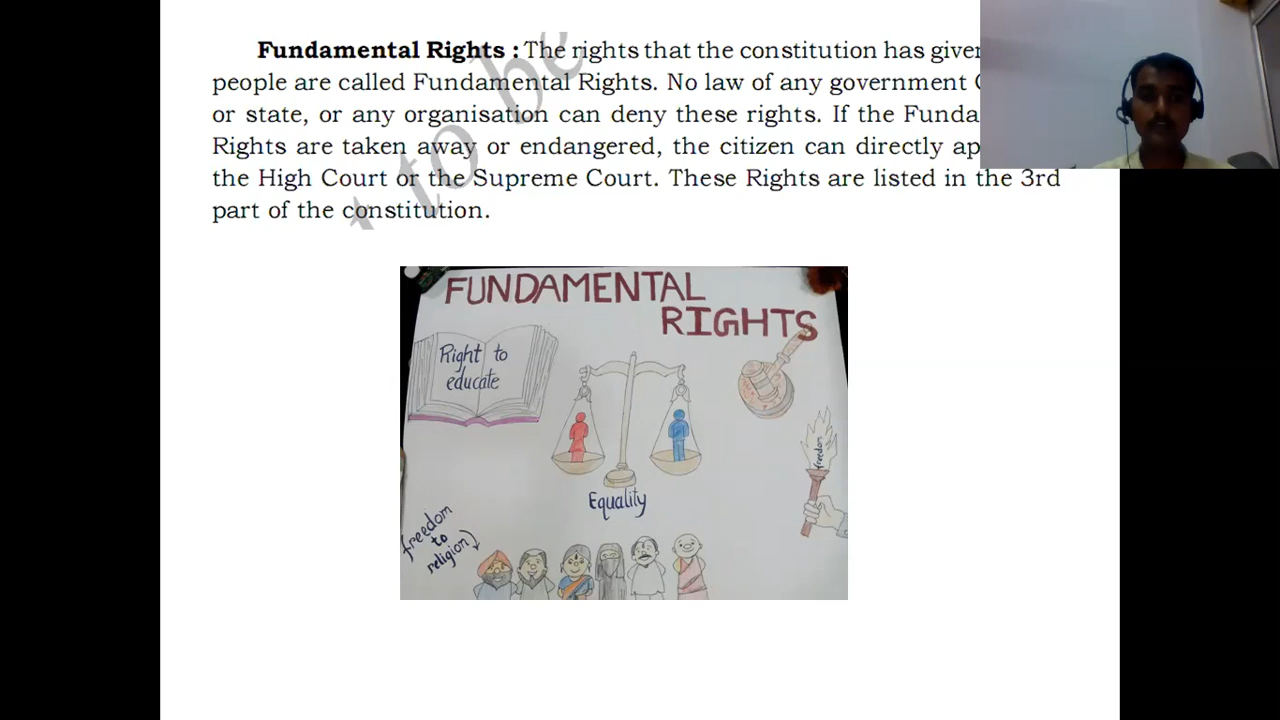 Fundamental Rights : The rights that the constitution has given
people are called Fundamental Rights. No law of any government
or state, or any organisation can deny these rights. If the
Rights are taken away or endangered, the citizen can directly
the High Court or the Supreme Court. These Rights are listed in the 3rd
part of the constitution.
t to be
FUNDAMENTAL
RIGHTS
Right to
educate
freedom
Equality
freedom
to
religion